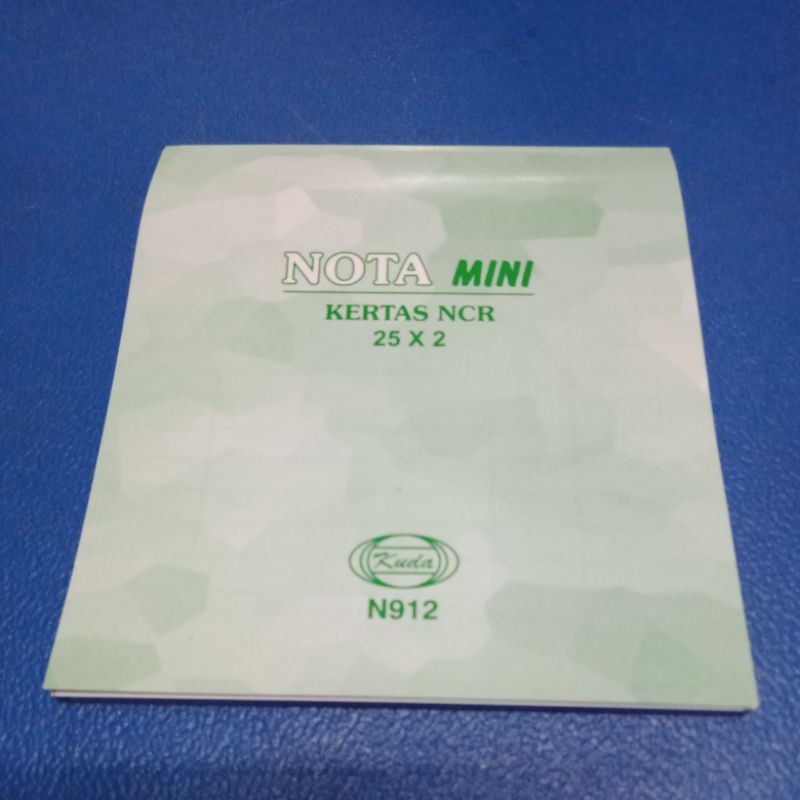 NOTA MINI
KERTAS NCR
25 X 2
Kuda
N912